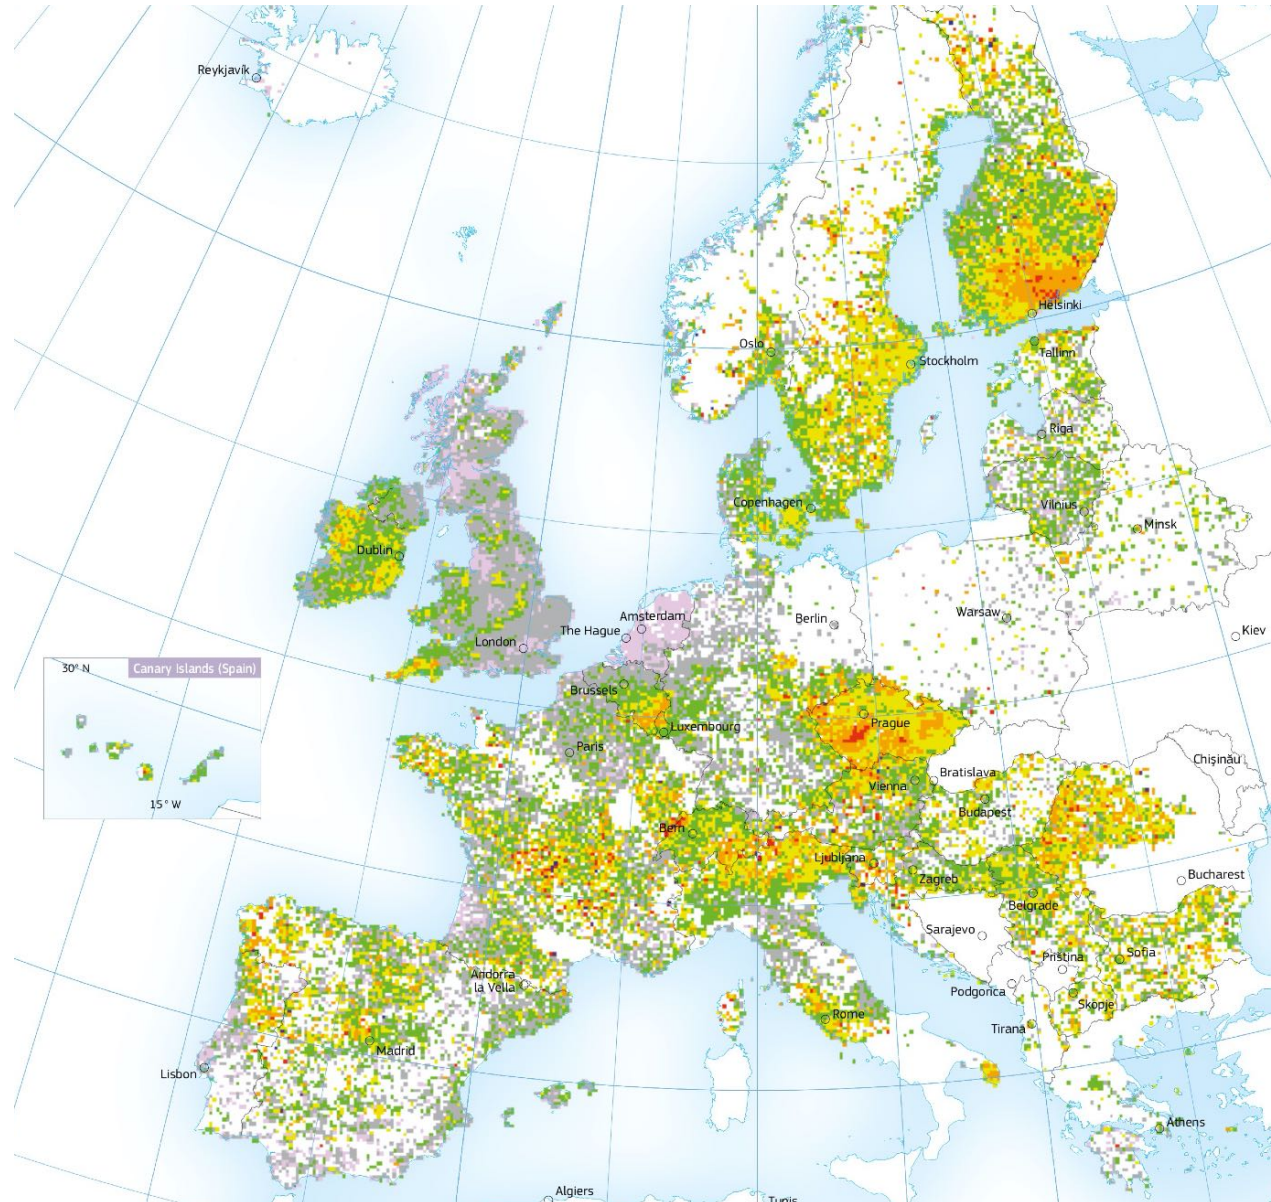 Reykjavík
Oslo
Helsinki
Stockholm
Tallinn
Riga
Copenhagen
Vilnius
Minsk
Dublin
Amsterdam
Berlin
Warsaw
The Hague
London
Kiev
30° N
Canary Islands (Spain)
15° W
Brussels
Luxembourg
Prague
Paris
Chişinău
Bratislava
Vienna
Budapest
Bern
Ljubljana
Zagreb
Bucharest
Belgrade
Sarajevo
Sofia
Pristina
Andorra
la Vella
Podgorica
Skopje
Rome
Tirana
Madrid
Lisbon
Athens
Algiers
Tunis